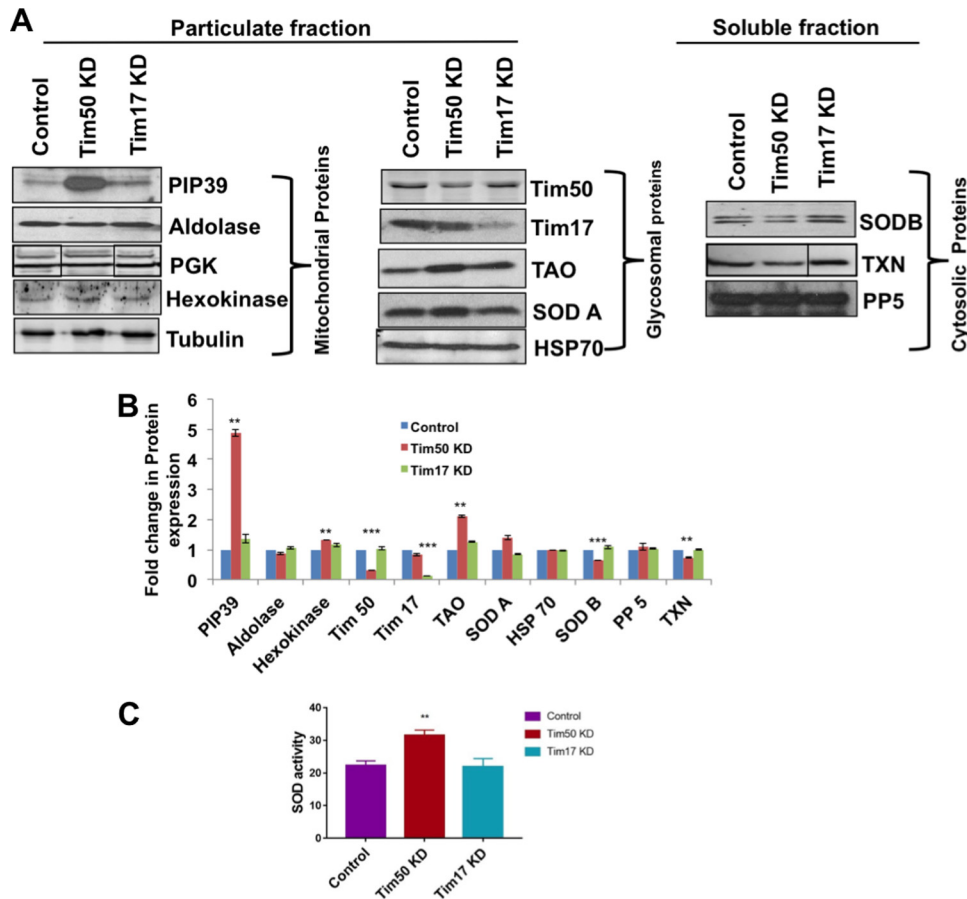 A
Particulate fraction
Soluble fraction
Control
Tim50 KD
Tim17 KD
PIP39
Aldolase
PGK
Hexokinase
Tubulin
Mitochondrial Proteins
Control
Tim50 KD
Tim17 KD
Tim50
Tim17
TAO
SOD A
HSP70
Glycosomal proteins
Control
Tim50 KD
Tim17 KD
SODB
TXN
PP5
Cytosolic Proteins
B
Fold change in Protein
expression
6
5
4
3
2
1
0
**
**
***
***
**
***
**
Control
Tim50 KD
Tim17 KD
PIP39
Aldolase
Hexokinase
Tim 50
Tim 17
TAO
SOD A
HSP 70
SOD B
PP 5
TXN
C
SOD activity
40
30
20
10
0
**
Control
Tim50 KD
Tim17 KD
Control
Tim50 KD
Tim17 KD